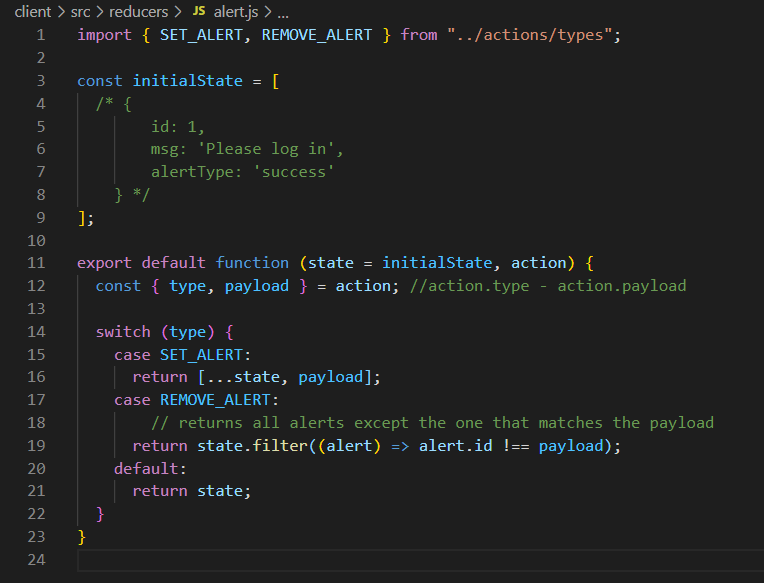 client > src > reducers > JS alert.js > ...
1 import { SET_ALERT, REMOVE_ALERT } from "../actions/types";
2
3 const initialState = [
4   /* {
5         id: 1,
6         msg: 'Please log in',
7         alertType: 'success'
8     } */
9 ];
10
11 export default function (state = initialState, action) {
12   const { type, payload } = action; //action.type - action.payload
13
14   switch (type) {
15     case SET_ALERT:
16       return [...state, payload];
17     case REMOVE_ALERT:
18         // returns all alerts except the one that matches the payload
19       return state.filter((alert) => alert.id !== payload);
20     default:
21       return state;
22   }
23 }
24